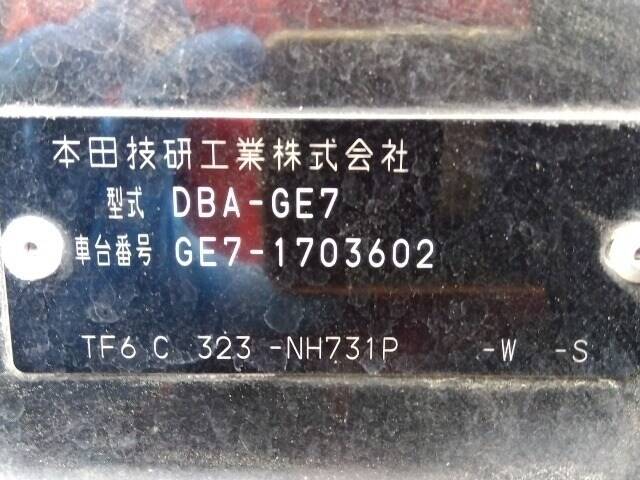 本田技研工業株式会社
型式 DBA-GE7
車台番号 GE7-1703602
TF6 C 323 -NH731P -W -S